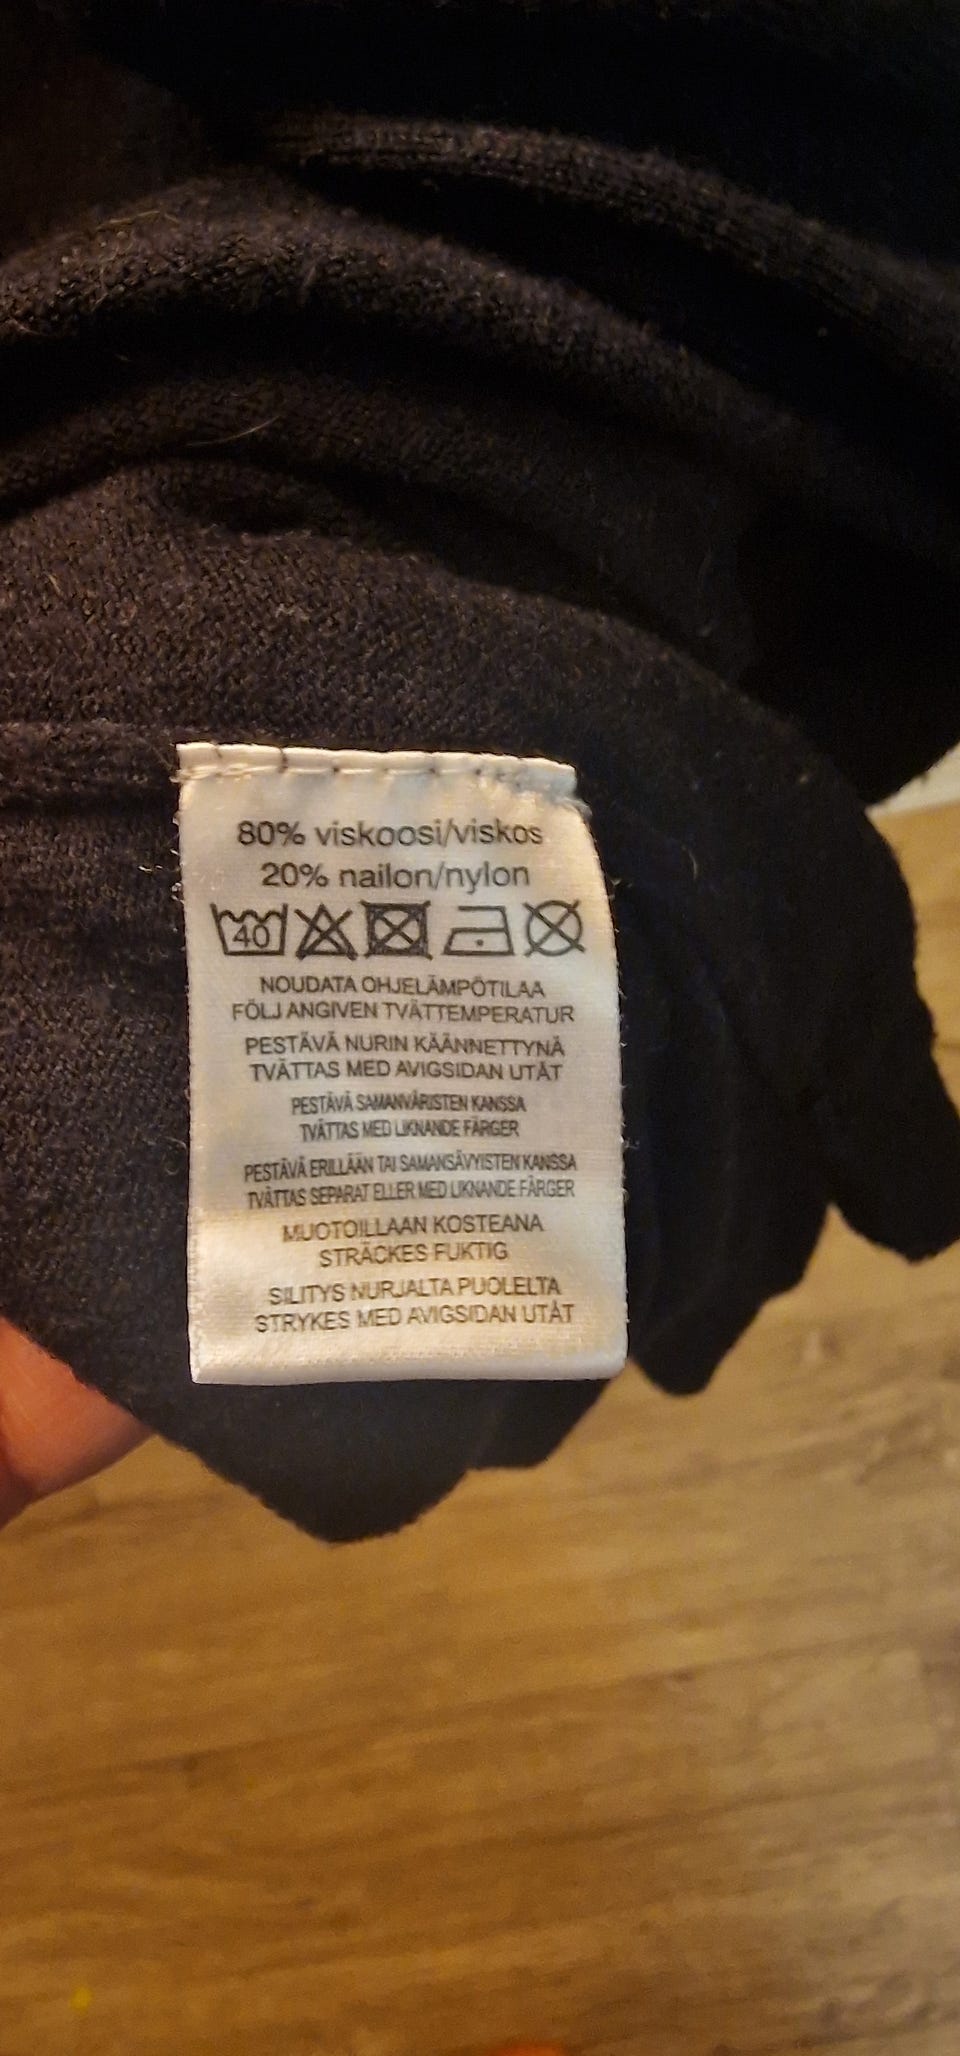 80% viskoosi/viskos
20% nailon/nylon
40
NOUDATA OHJELÄMPÖTILAA
FÖLJ ANGIVEN TVÄTTEMPERATUR
PESTÄVÄ NURIN KÄÄNNETTYNÄ
TVÄTTAS MED AVIGSIDAN UTÅT
PESTÄVÄ SAMANVÄRISTEN KANSSA
TVÄTTAS MED LIKNANDE FÄRGER
PESTÄVÄ ERILLÄÄN TAI SAMANSÄVYISTEN KANSSA
TVÄTTAS SEPARAT ELLER MED LIKNANDE FÄRGER
MUOTOILLAAN KOSTEANA
STRÄCKES FUKTIG
SILITYS NURJALTA PUOLELTA
STRYKES MED AVIGSIDAN UTÅT